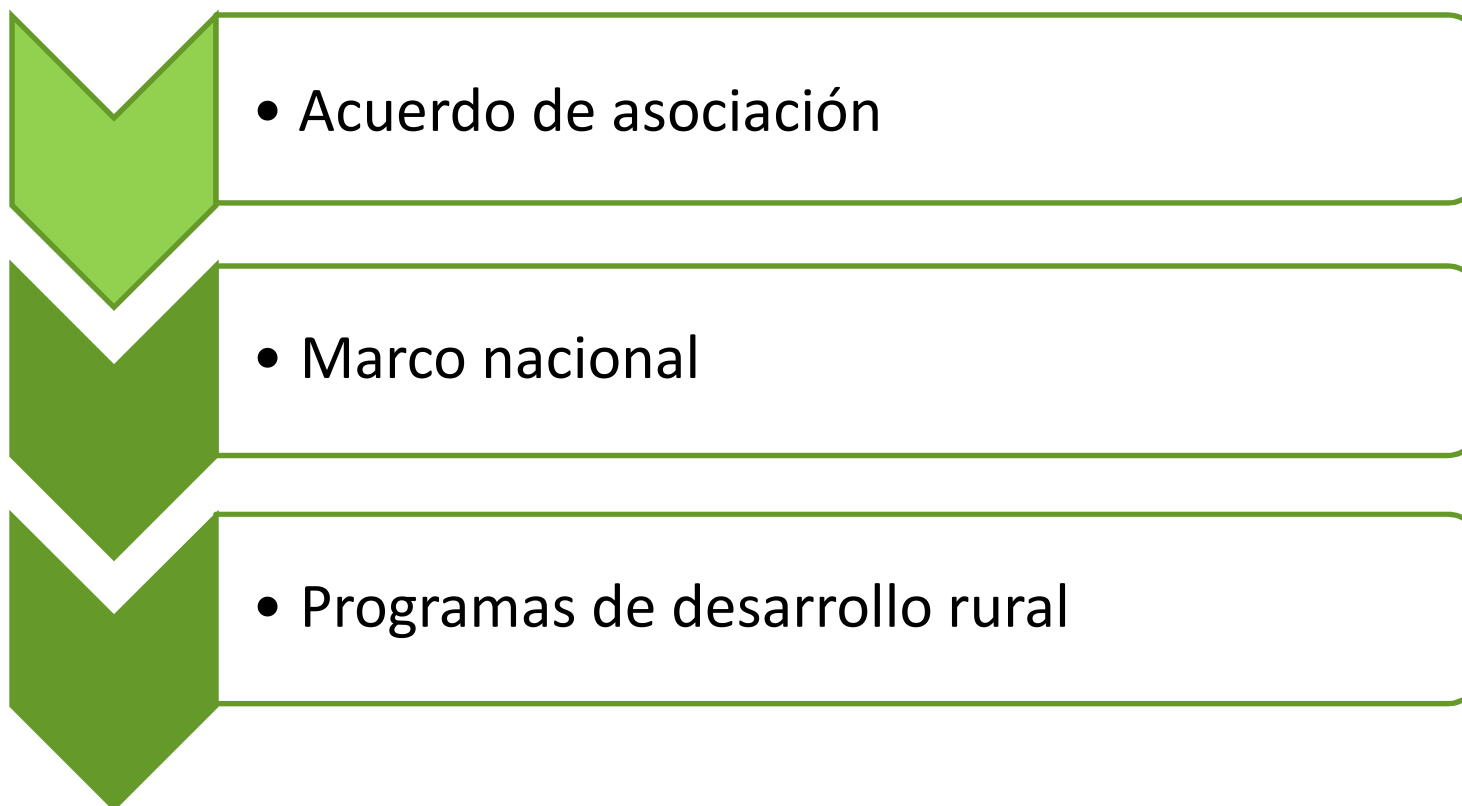 • Acuerdo de asociación
• Marco nacional
• Programas de desarrollo rural